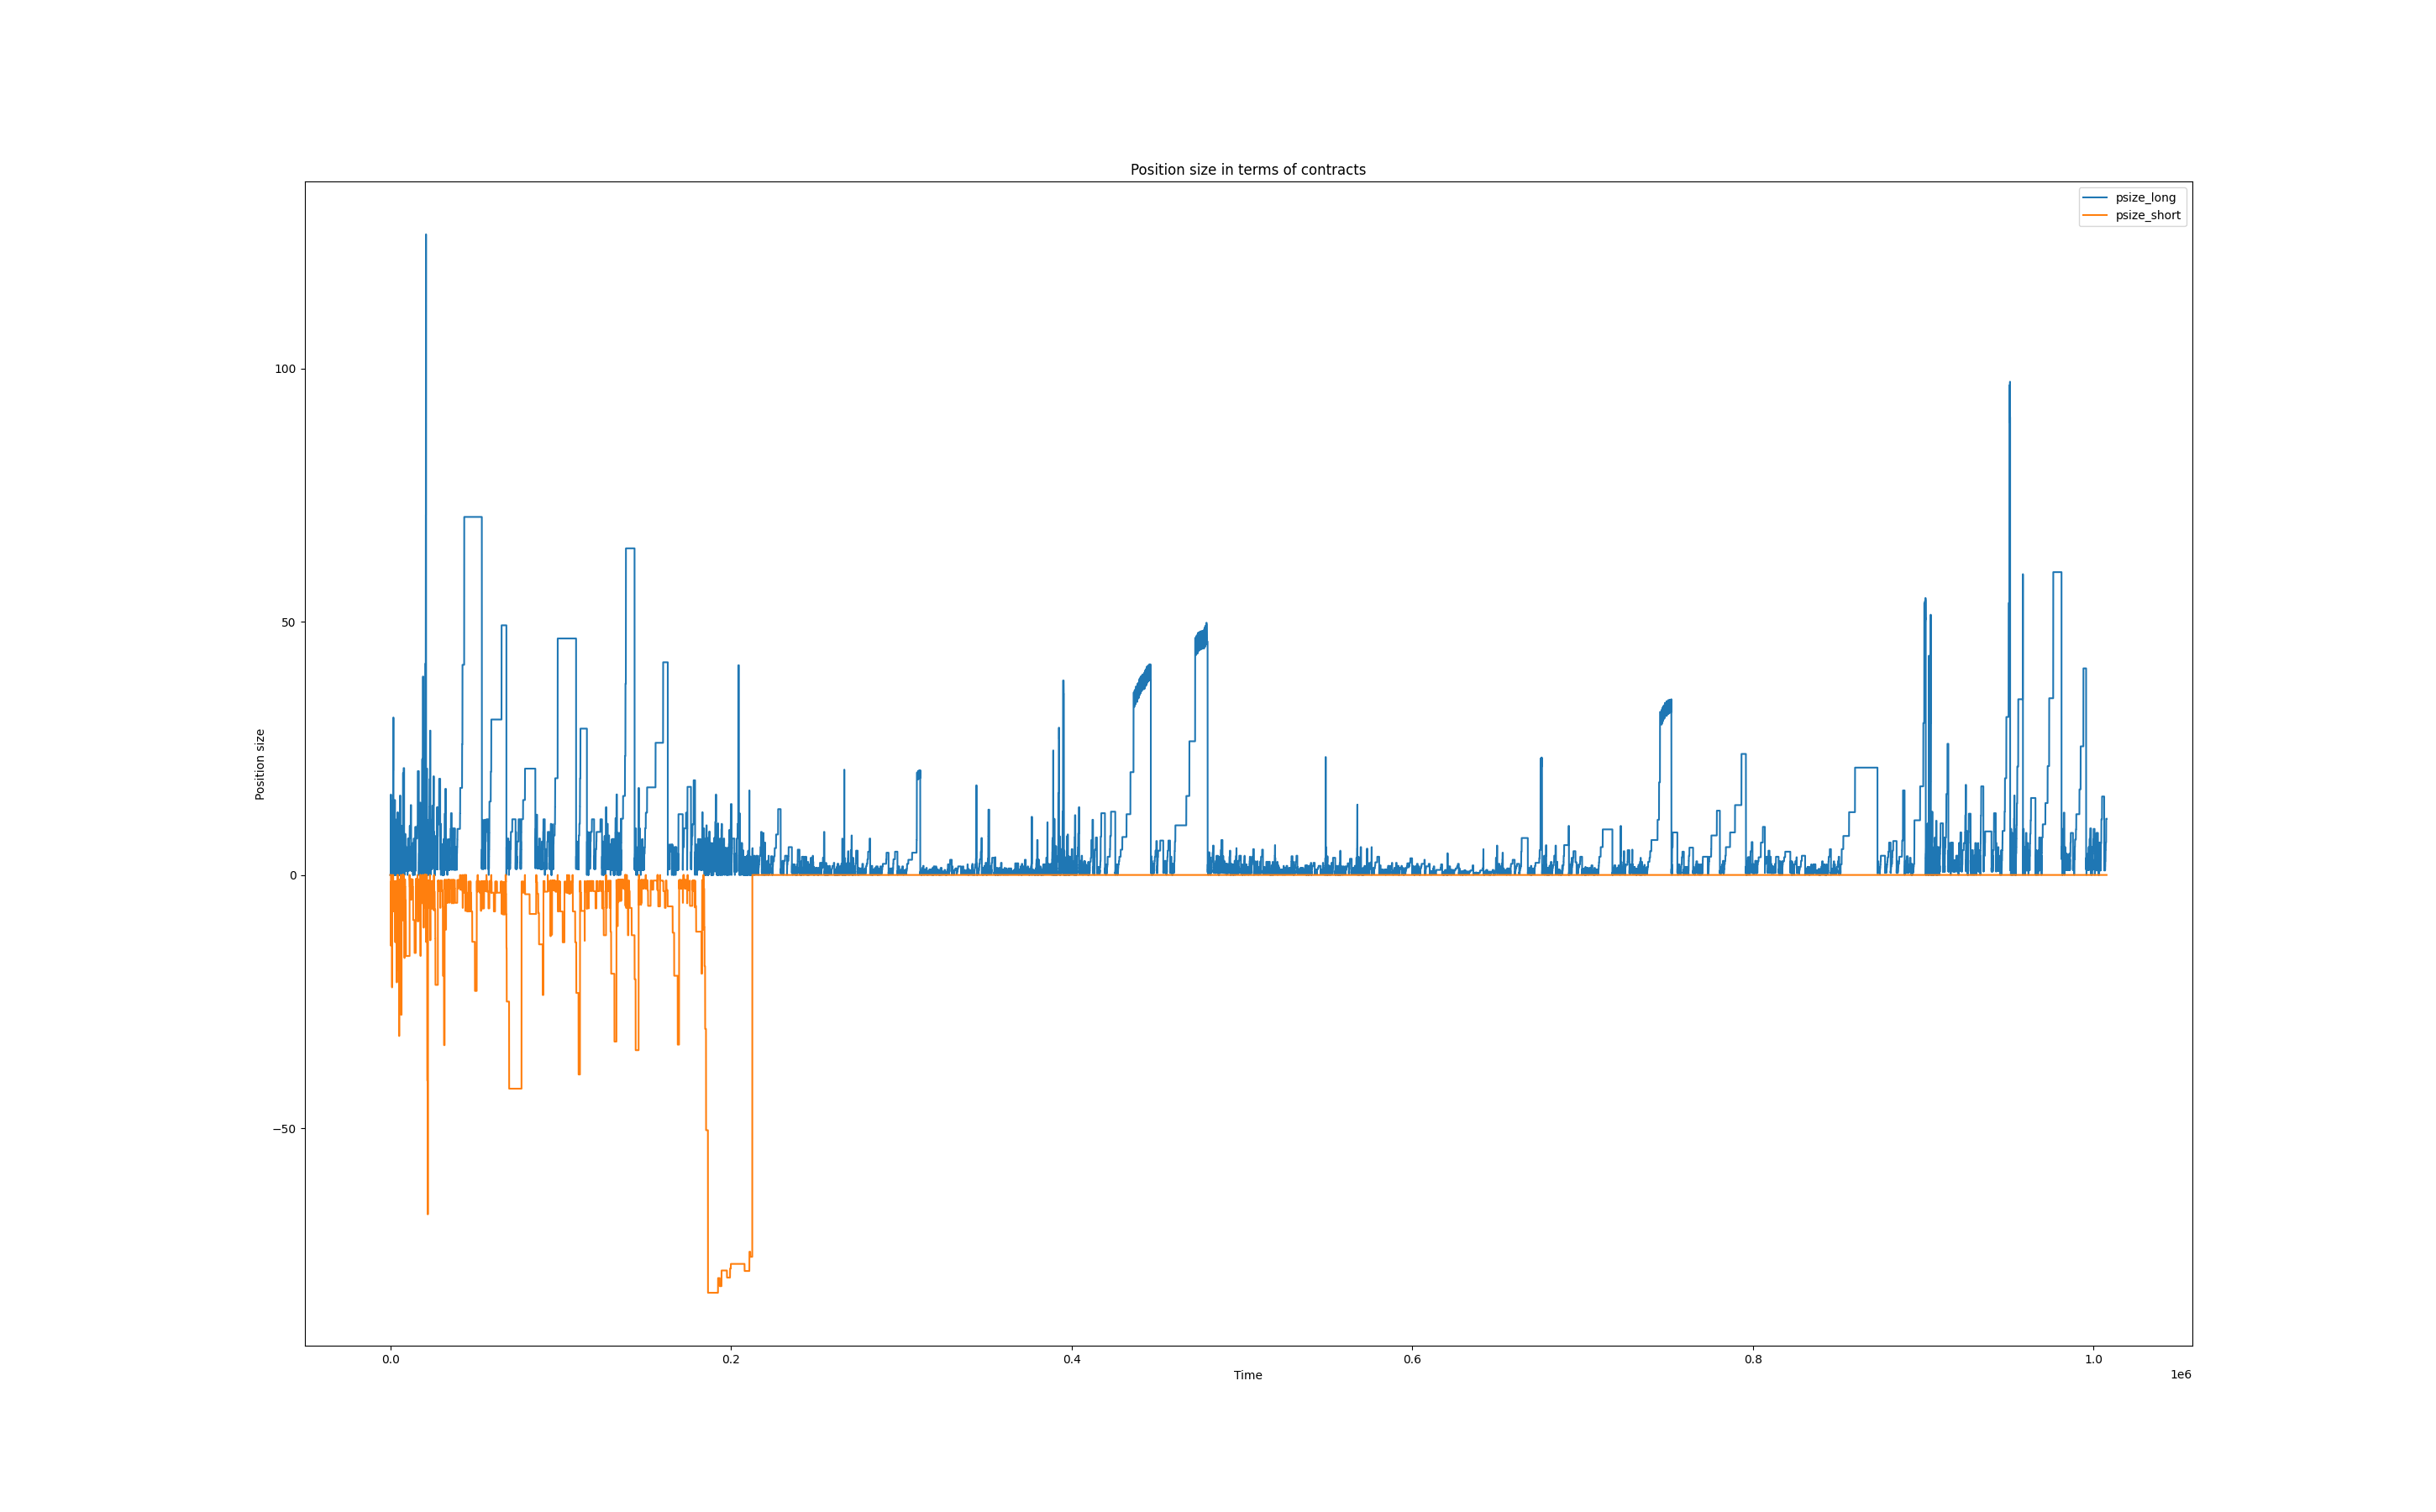 Position size in terms of contracts
psize_long
psize_short
100
50
0
−50
Position size
0.0
0.2
0.4
0.6
0.8
1.0
1e6
Time